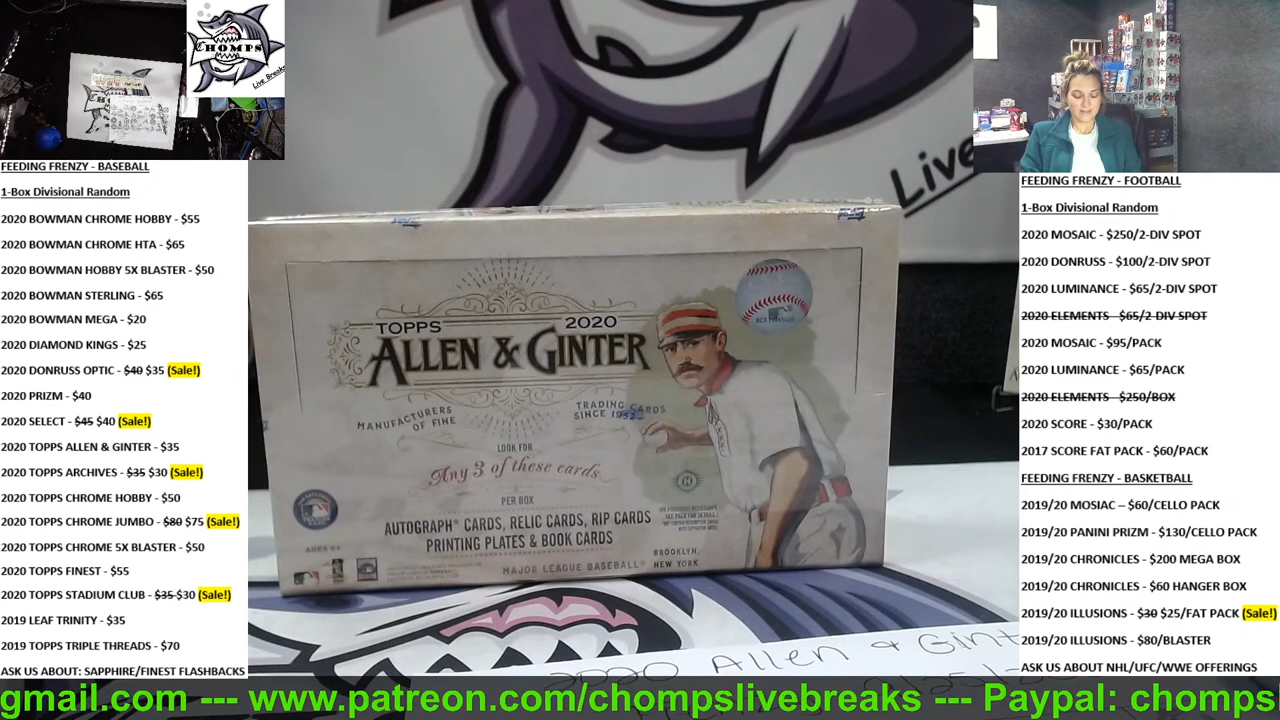 CHOMPS
Live Breaks
FEEDING FRENZY - BASEBALL
1-Box Divisional Random
2020 BOWMAN CHROME HOBBY - $55
2020 BOWMAN CHROME HTA - $65
2020 BOWMAN HOBBY 5X BLASTER - $50
2020 BOWMAN STERLING - $65
2020 BOWMAN MEGA - $20
2020 DIAMOND KINGS - $25
2020 DONRUSS OPTIC - $40 $35 (Sale!)
2020 PRIZM - $40
2020 SELECT - $45 $40 (Sale!)
2020 TOPPS ALLEN & GINTER - $35
2020 TOPPS ARCHIVES - $35 $30 (Sale!)
2020 TOPPS CHROME HOBBY - $50
2020 TOPPS CHROME JUMBO - $80 $75 (Sale!)
2020 TOPPS CHROME 5X BLASTER - $50
2020 TOPPS FINEST - $55
2020 TOPPS STADIUM CLUB - $35 $30 (Sale!)
2019 LEAF TRINITY - $35
2019 TOPPS TRIPLE THREADS - $70
ASK US ABOUT: SAPPHIRE/FINEST FLASHBACKS
Live
TOPPS 2020
ALLEN & GINTER
MANUFACTURERS OF FINE
TRADING CARDS SINCE 1952
LOOK FOR
Any 3 of these cards
PER BOX
AUTOGRAPH* CARDS, RELIC CARDS, RIP CARDS
PRINTING PLATES & BOOK CARDS
BROOKLYN,
NEW YORK
MAJOR LEAGUE BASEBALL
AGES 6+
2020 Allen & Gint
FEEDING FRENZY - FOOTBALL
1-Box Divisional Random
2020 MOSAIC - $250/2-DIV SPOT
2020 DONRUSS - $100/2-DIV SPOT
2020 LUMINANCE - $65/2-DIV SPOT
2020 ELEMENTS - $65/2-DIV SPOT
2020 MOSAIC - $95/PACK
2020 LUMINANCE - $65/PACK
2020 ELEMENTS - $250/BOX
2020 SCORE - $30/PACK
2017 SCORE FAT PACK - $60/PACK
FEEDING FRENZY - BASKETBALL
2019/20 MOSIAC – $60/CELLO PACK
2019/20 PANINI PRIZM - $130/CELLO PACK
2019/20 CHRONICLES - $200 MEGA BOX
2019/20 CHRONICLES - $60 HANGER BOX
2019/20 ILLUSIONS - $30 $25/FAT PACK (Sale!)
2019/20 ILLUSIONS - $80/BLASTER
ASK US ABOUT NHL/UFC/WWE OFFERINGS
gmail.com --- www.patreon.com/chompslivebreaks --- Paypal: chomps.